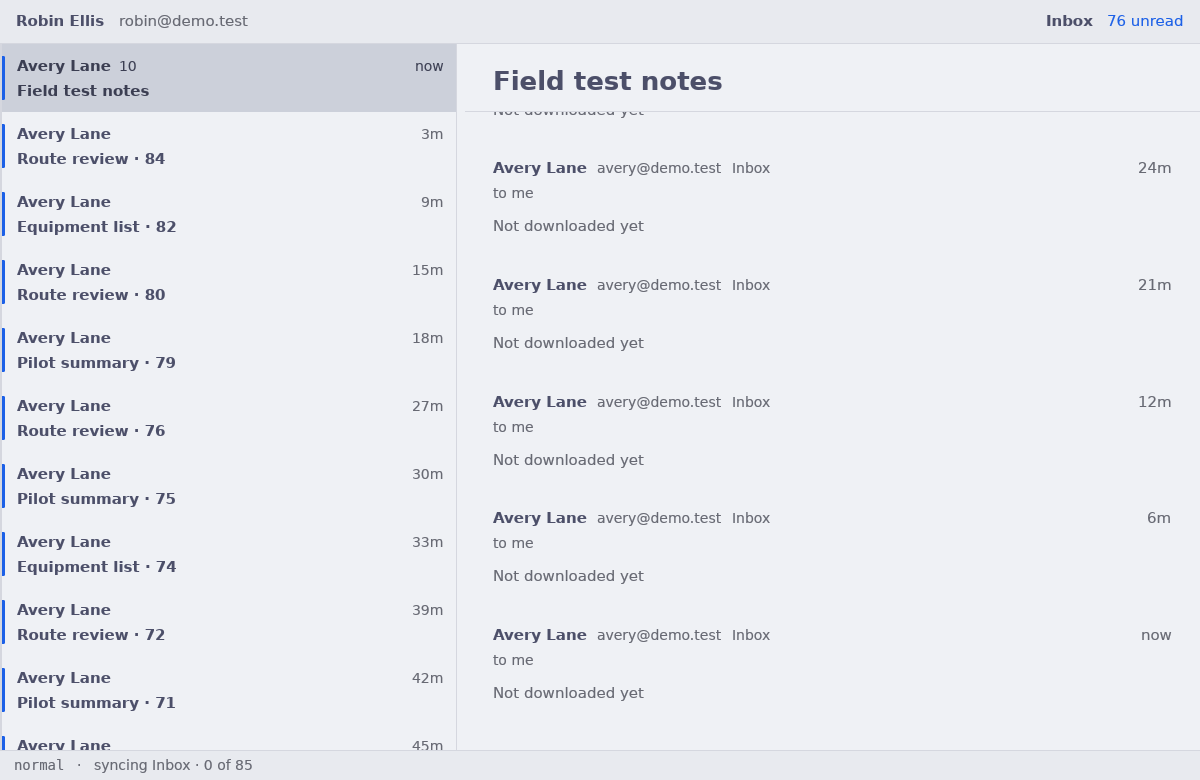 Robin Ellis robin@demo.test
Inbox 76 unread
Avery Lane 10 now
Field test notes
Avery Lane 3m
Route review · 84
Avery Lane 9m
Equipment list · 82
Avery Lane 15m
Route review · 80
Avery Lane 18m
Pilot summary · 79
Avery Lane 27m
Route review · 76
Avery Lane 30m
Pilot summary · 75
Avery Lane 33m
Equipment list · 74
Avery Lane 39m
Route review · 72
Avery Lane 42m
Pilot summary · 71
Avery Lane 45m
Field test notes
Not downloaded yet
Avery Lane avery@demo.test Inbox 24m
to me
Not downloaded yet
Avery Lane avery@demo.test Inbox 21m
to me
Not downloaded yet
Avery Lane avery@demo.test Inbox 12m
to me
Not downloaded yet
Avery Lane avery@demo.test Inbox 6m
to me
Not downloaded yet
Avery Lane avery@demo.test Inbox now
to me
Not downloaded yet
normal · syncing Inbox · 0 of 85